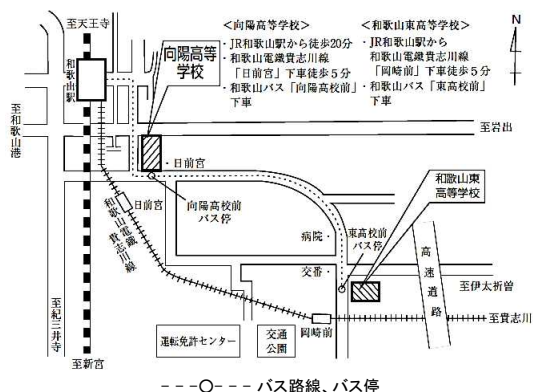 至天王寺
<向陽高等学校>
・JR和歌山駅から徒歩20分
・和歌山電鐵貴志川線
「日前宮」下車徒歩5分
・和歌山バス「向陽高校前」
下車
<和歌山東高等学校>
・JR和歌山駅から
和歌山電鐵貴志川線
「岡崎前」下車徒歩5分
・和歌山バス「東高校前」
下車
N
和歌山駅
向陽高等
学校
至和歌山港
至岩出
・日前宮
向陽高校前
バス停
日前宮
和歌山電鐵
貴志川線
和歌山東
高等学校
病院・
東高校前
バス停
高速道路
交番・
至伊太祈曽
至紀三井寺
運転免許センター
交通
公園
岡崎前
至貴志川
至新宮
---○--- バス路線、バス停